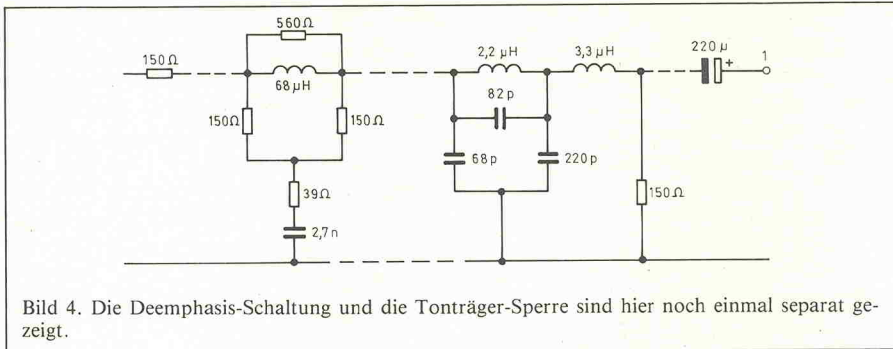 560Ω
150Ω
68µH
150Ω
150Ω
39Ω
2,7n
2,2µH
3,3µH
220µ
+
1
82p
68p
220p
150Ω
Bild 4. Die Deemphasis-Schaltung und die Tonträger-Sperre sind hier noch einmal separat ge-
zeigt.